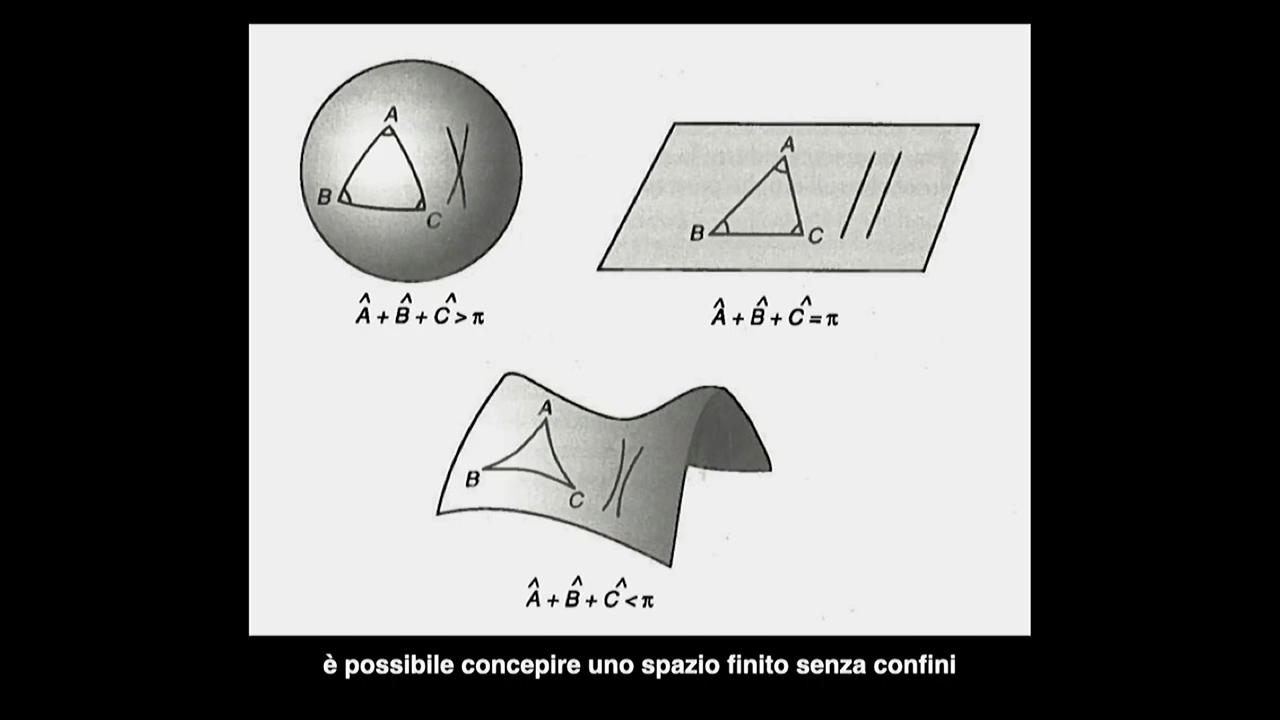 A
B
C
Â + B̂ + Ĉ > π
A
B
C
Â + B̂ + Ĉ = π
A
B
C
Â + B̂ + Ĉ < π
è possibile concepire uno spazio finito senza confini